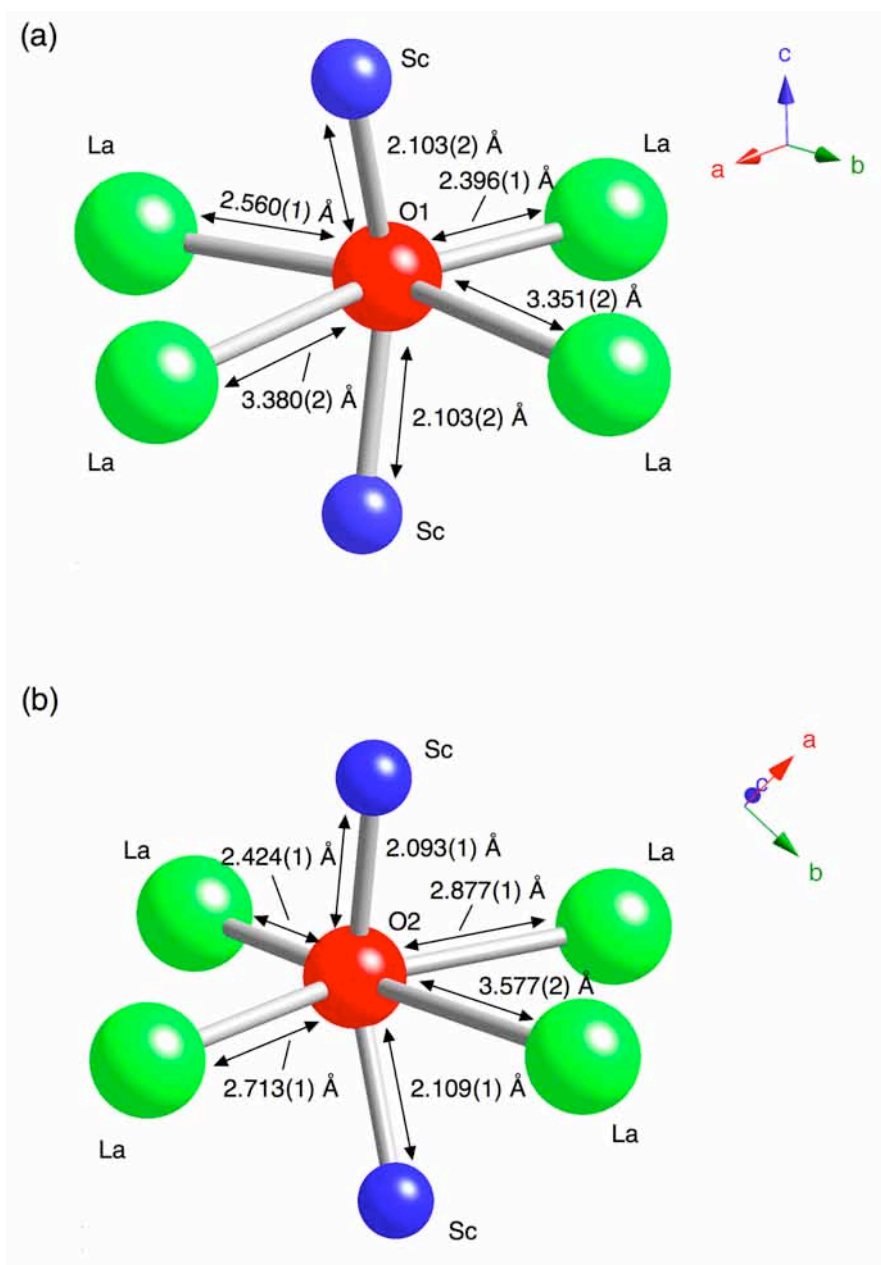 (a)
Sc
c
a
b
La
La
2.103(2) Å
2.396(1) Å
2.560(1) Å
O1
3.351(2) Å
3.380(2) Å
2.103(2) Å
La
La
Sc
(b)
Sc
a
c
b
La
La
2.424(1) Å
2.093(1) Å
2.877(1) Å
O2
3.577(2) Å
2.713(1) Å
2.109(1) Å
La
La
Sc